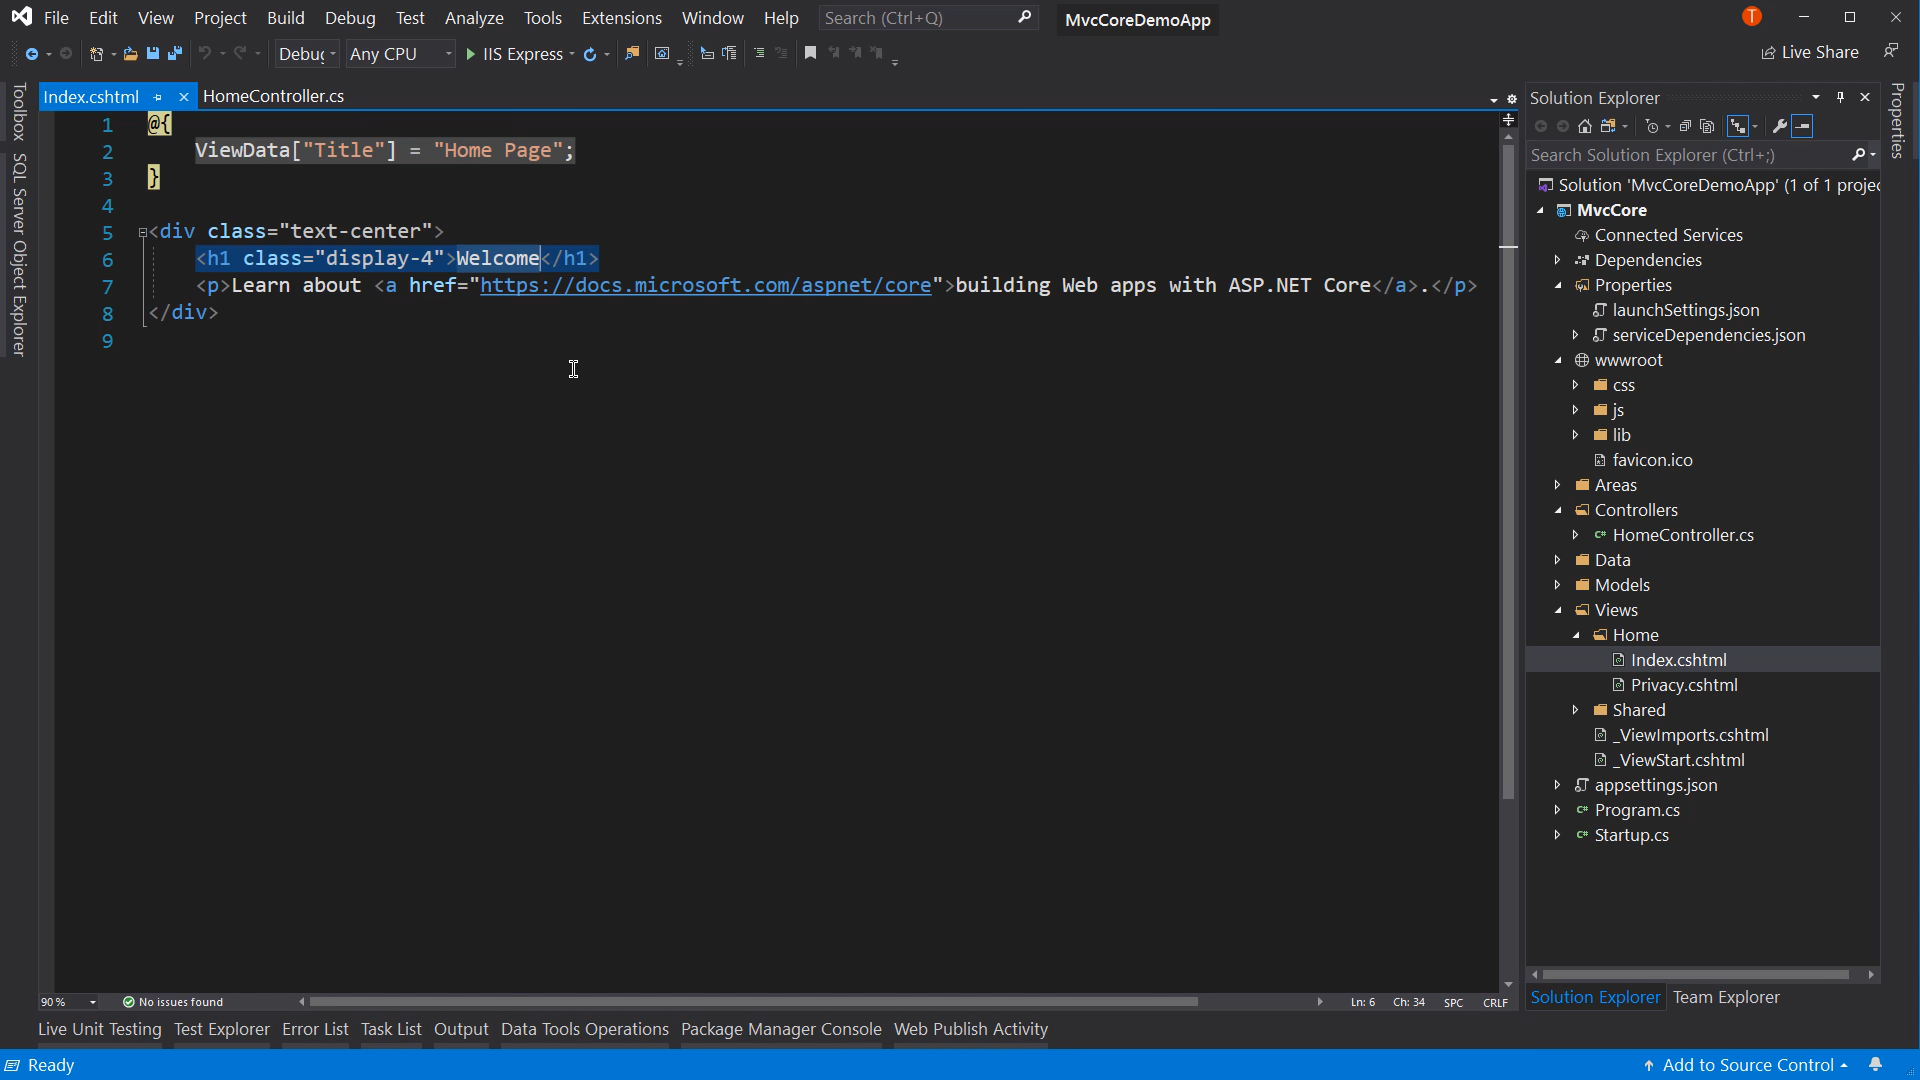 File Edit View Project Build Debug Test Analyze Tools Extensions Window Help Search (Ctrl+Q) MvcCoreDemoApp T
Debug Any CPU IIS Express Live Share
Index.cshtml HomeController.cs
1 @{
2 ViewData["Title"] = "Home Page";
3 }
4
5 <div class="text-center">
6 <h1 class="display-4">Welcome</h1>
7 <p>Learn about <a href="https://docs.microsoft.com/aspnet/core">building Web apps with ASP.NET Core</a>.</p>
8 </div>
9
Toolbox
SQL Server Object Explorer
Solution Explorer
Search Solution Explorer (Ctrl+;)
Solution 'MvcCoreDemoApp' (1 of 1 projec
MvcCore
Connected Services
Dependencies
Properties
launchSettings.json
serviceDependencies.json
wwwroot
css
js
lib
favicon.ico
Areas
Controllers
C# HomeController.cs
Data
Models
Views
Home
Index.cshtml
Privacy.cshtml
Shared
_ViewImports.cshtml
_ViewStart.cshtml
appsettings.json
C# Program.cs
C# Startup.cs
Solution Explorer Team Explorer
Properties
90 % No issues found Ln: 6 Ch: 34 SPC CRLF
Live Unit Testing Test Explorer Error List Task List Output Data Tools Operations Package Manager Console Web Publish Activity
Ready Add to Source Control